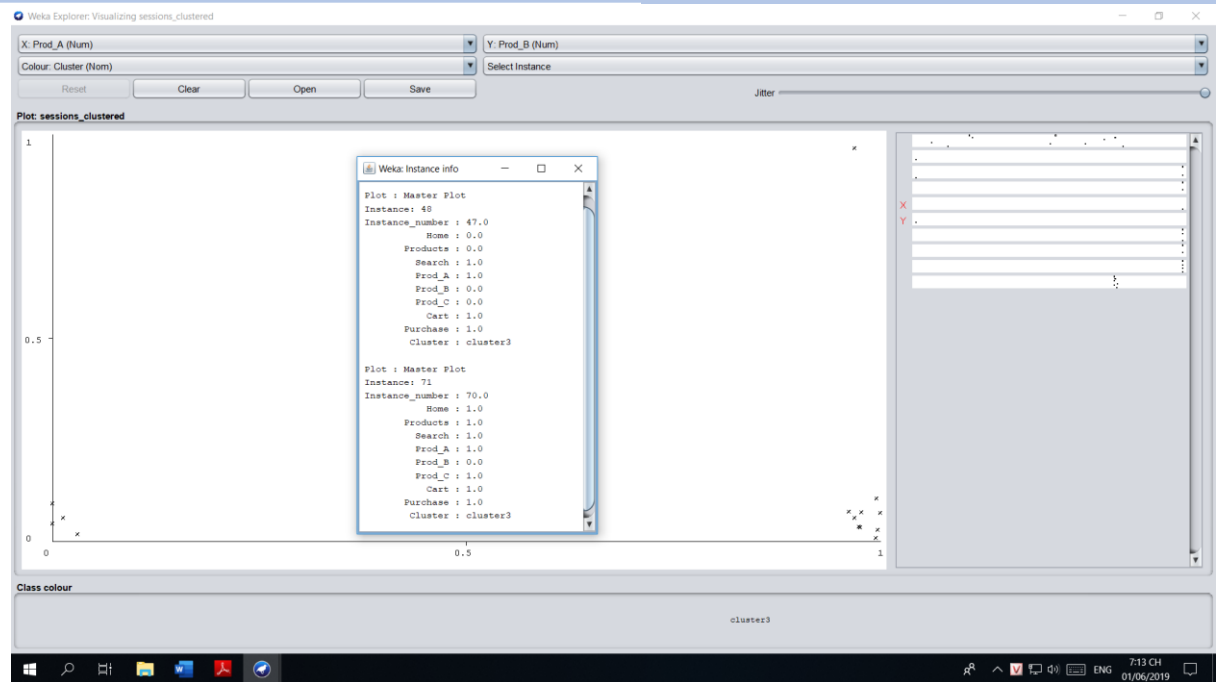 Weka Explorer: Visualizing sessions_clustered
X: Prod_A (Num)
Y: Prod_B (Num)
Colour: Cluster (Nom)
Select Instance
Reset
Clear
Open
Save
Jitter
Plot: sessions_clustered
1
0.5
0
0
0.5
1
Weka: Instance info
Plot : Master Plot
Instance: 48
Instance_number : 47.0
Home : 0.0
Products : 0.0
Search : 1.0
Prod_A : 1.0
Prod_B : 0.0
Prod_C : 0.0
Cart : 1.0
Purchase : 1.0
Cluster : cluster3
Plot : Master Plot
Instance: 71
Instance_number : 70.0
Home : 1.0
Products : 1.0
Search : 1.0
Prod_A : 1.0
Prod_B : 0.0
Prod_C : 1.0
Cart : 1.0
Purchase : 1.0
Cluster : cluster3
X
Y
Class colour
cluster3
ENG
7:13 CH
01/06/2019